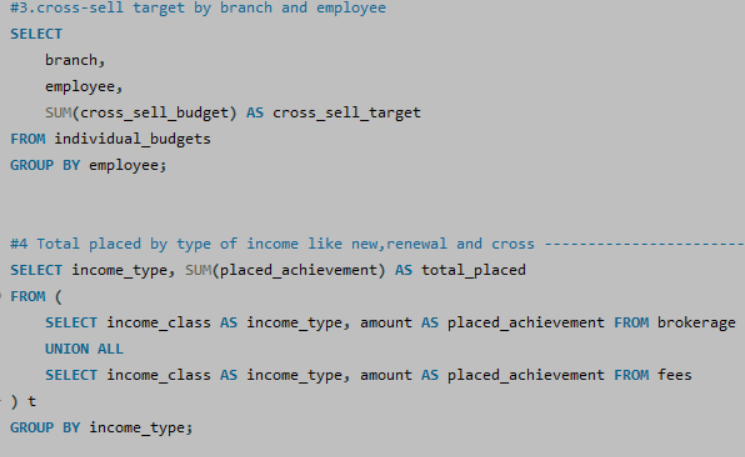 #3.cross-sell target by branch and employee
SELECT
branch,
employee,
SUM(cross_sell_budget) AS cross_sell_target
FROM individual_budgets
GROUP BY employee;
#4 Total placed by type of income like new,renewal and cross -----------------------
SELECT income_type, SUM(placed_achievement) AS total_placed
FROM (
SELECT income_class AS income_type, amount AS placed_achievement FROM brokerage
UNION ALL
SELECT income_class AS income_type, amount AS placed_achievement FROM fees
) t
GROUP BY income_type;